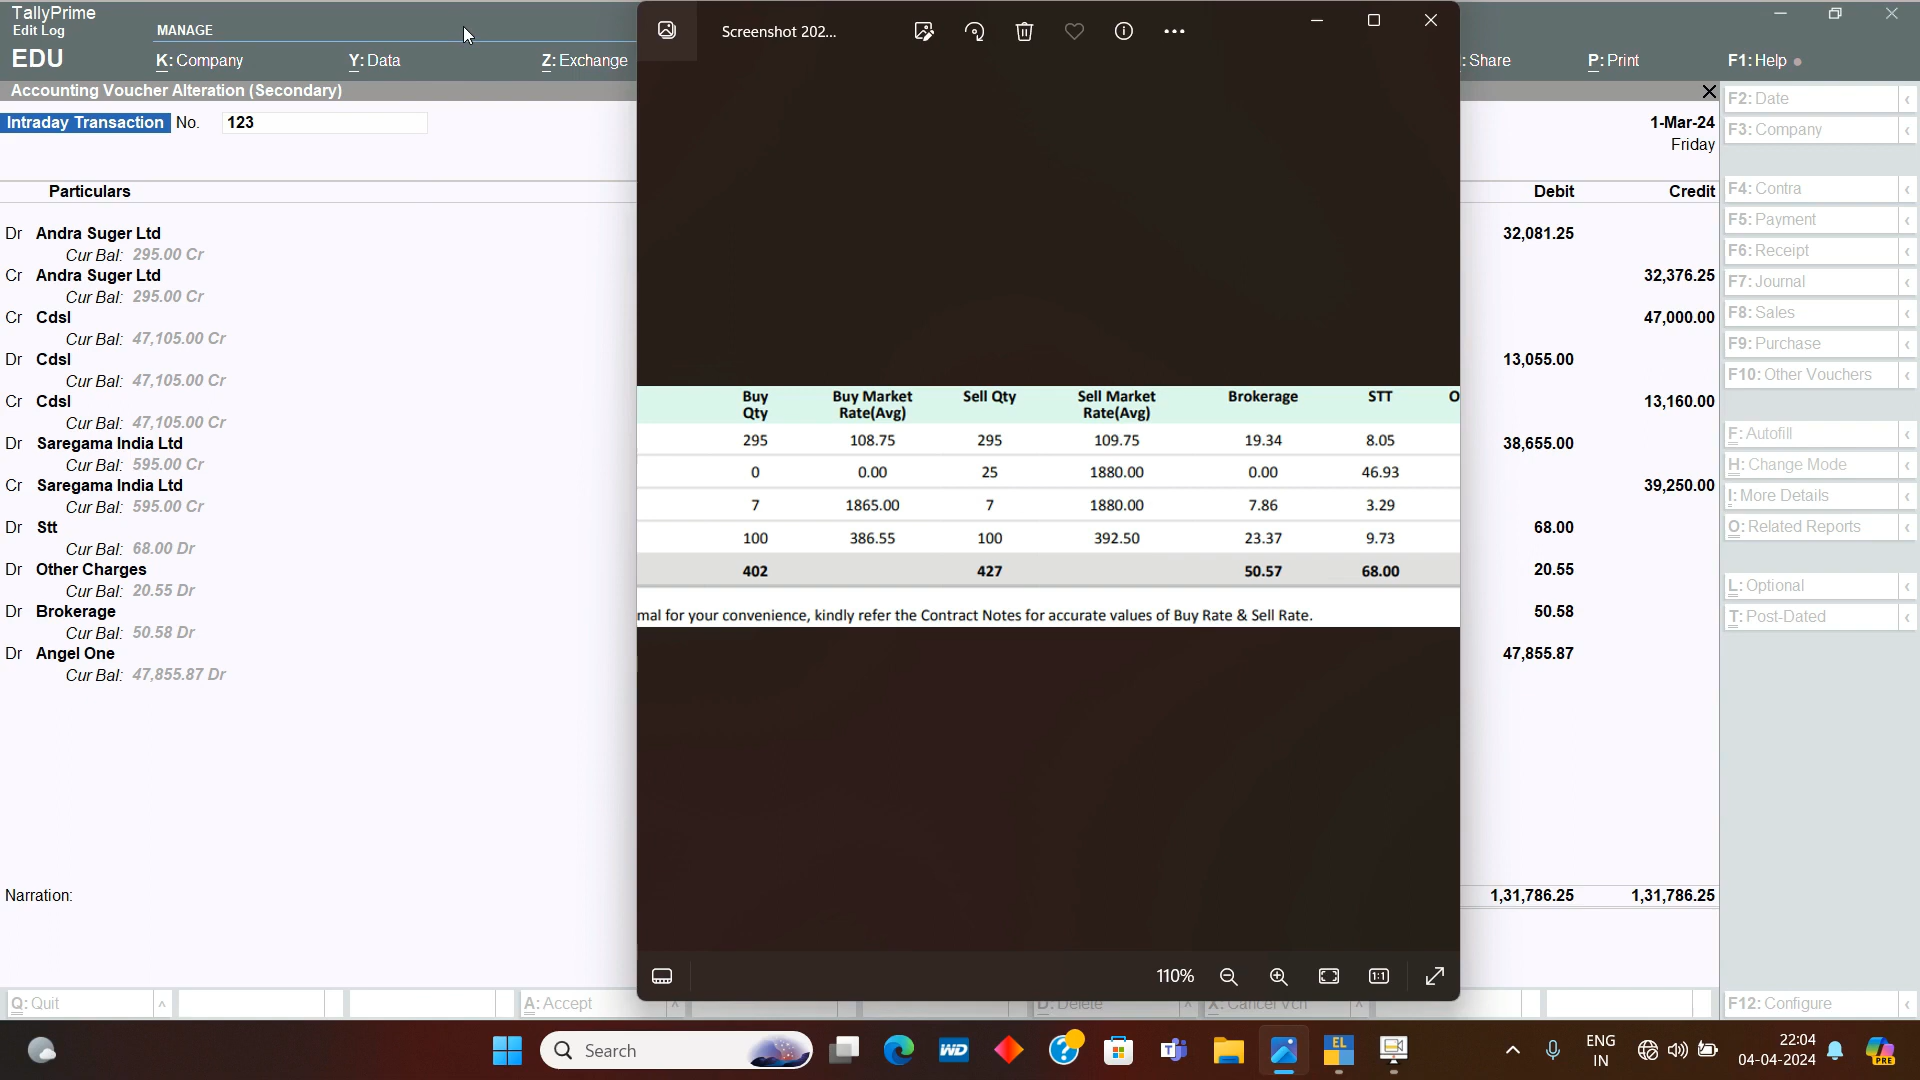 TallyPrime
Edit Log
EDU
MANAGE
K: Company
Y: Data
Z: Exchange
: Share
P: Print
F1: Help
Accounting Voucher Alteration (Secondary)
Intraday Transaction No. 123
1-Mar-24
Friday
Particulars
Debit
Credit
Dr Andra Suger Ltd 32,081.25
Cur Bal: 295.00 Cr
Cr Andra Suger Ltd 32,376.25
Cur Bal: 295.00 Cr
Cr Cdsl 47,000.00
Cur Bal: 47,105.00 Cr
Dr Cdsl 13,055.00
Cur Bal: 47,105.00 Cr
Cr Cdsl 13,160.00
Cur Bal: 47,105.00 Cr
Dr Saregama India Ltd 38,655.00
Cur Bal: 595.00 Cr
Cr Saregama India Ltd 39,250.00
Cur Bal: 595.00 Cr
Dr Stt 68.00
Cur Bal: 68.00 Dr
Dr Other Charges 20.55
Cur Bal: 20.55 Dr
Dr Brokerage 50.58
Cur Bal: 50.58 Dr
Dr Angel One 47,855.87
Cur Bal: 47,855.87 Dr
Narration:
1,31,786.25 1,31,786.25
Q: Quit
A: Accept
D: Delete
X: Cancel Vch
F2: Date
F3: Company
F4: Contra
F5: Payment
F6: Receipt
F7: Journal
F8: Sales
F9: Purchase
F10: Other Vouchers
F: Autofill
H: Change Mode
I: More Details
O: Related Reports
L: Optional
T: Post-Dated
F12: Configure
Screenshot 202...
Buy Qty Buy Market Rate(Avg) Sell Qty Sell Market Rate(Avg) Brokerage STT O
295 108.75 295 109.75 19.34 8.05
0 0.00 25 1880.00 0.00 46.93
7 1865.00 7 1880.00 7.86 3.29
100 386.55 100 392.50 23.37 9.73
402 427 50.57 68.00
mal for your convenience, kindly refer the Contract Notes for accurate values of Buy Rate & Sell Rate.
110%
1:1
Search
WD
EL
PRE
ENG
IN
22:04
04-04-2024